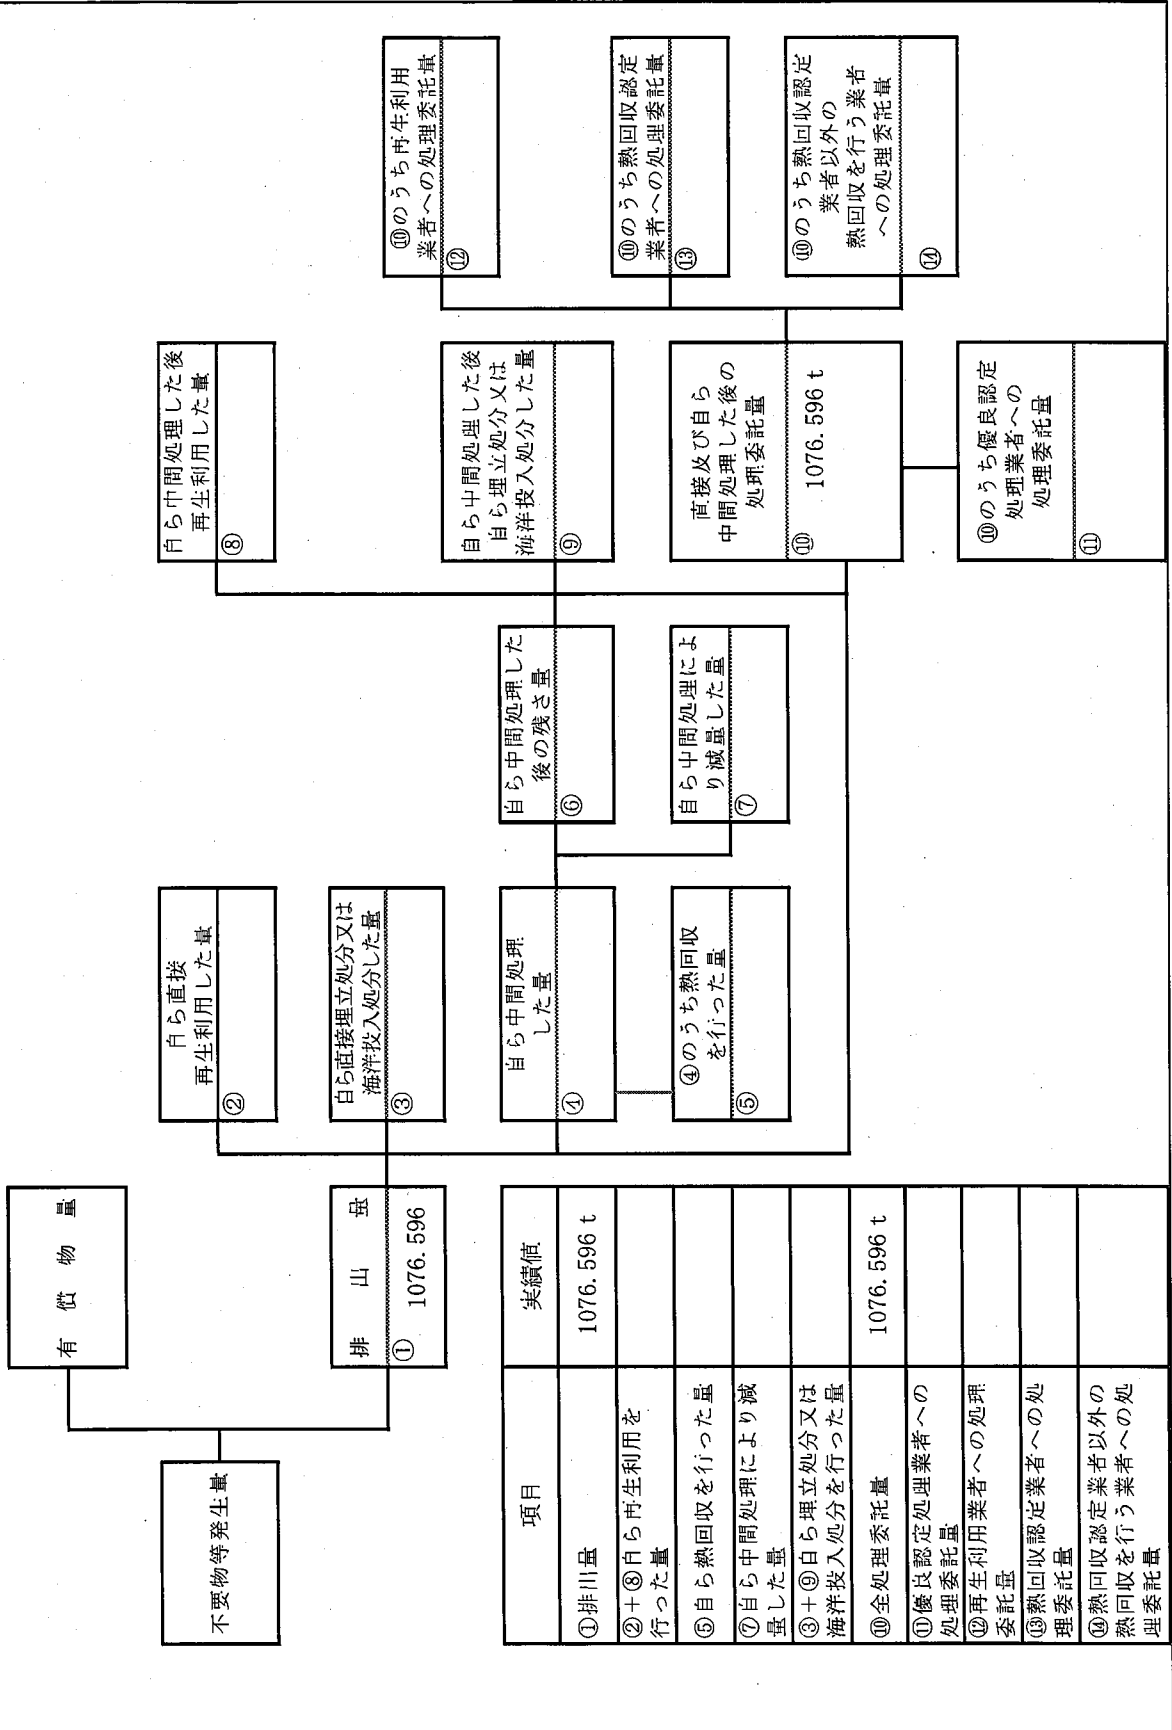 不要物等発生量
有償物量
排出量
① 1076.596
自ら直接
再生利用した量
②
自ら直接埋立処分又は
海洋投入処分した量
③
自ら中間処理
した量
④
④のうち熱回収
を行った量
⑤
自ら中間処理した
後の残さ量
⑥
自ら中間処理によ
り減量した量
⑦
自ら中間処理した後
再生利用した量
⑧
自ら中間処理した後
自ら埋立処分又は
海洋投入処分した量
⑨
直接及び自ら
中間処理した後の
処理委託量
⑩ 1076.596 t
⑩のうち優良認定
処理業者への
処理委託量
⑪
⑩のうち再生利用
業者への処理委託量
⑫
⑩のうち熱回収認定
業者への処理委託量
⑬
⑩のうち熱回収認定
業者以外の
熱回収を行う業者
への処理委託量
⑭
項目 実績値
①排出量 1076.596 t
②+⑧自ら再生利用を
行った量
⑤自ら熱回収を行った量
⑦自ら中間処理により減
量した量
③+⑨自ら埋立処分又は
海洋投入処分を行った量
⑩全処理委託量 1076.596 t
⑪優良認定処理業者への
処理委託量
⑫再生利用業者への処理
委託量
⑬熱回収認定業者への処
理委託量
⑭熱回収認定業者以外の
熱回収を行う業者への処
理委託量